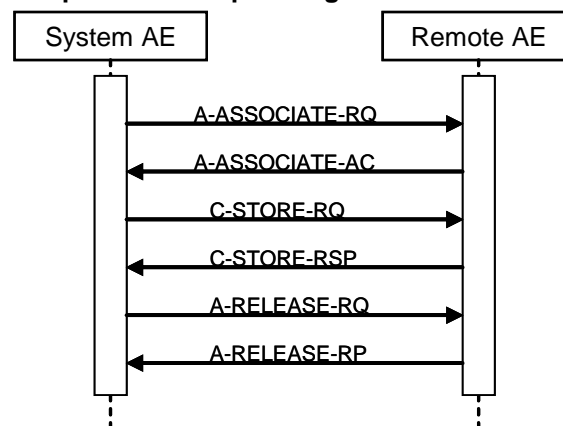 System AE
Remote AE
A-ASSOCIATE-RQ
A-ASSOCIATE-AC
C-STORE-RQ
C-STORE-RSP
A-RELEASE-RQ
A-RELEASE-RP